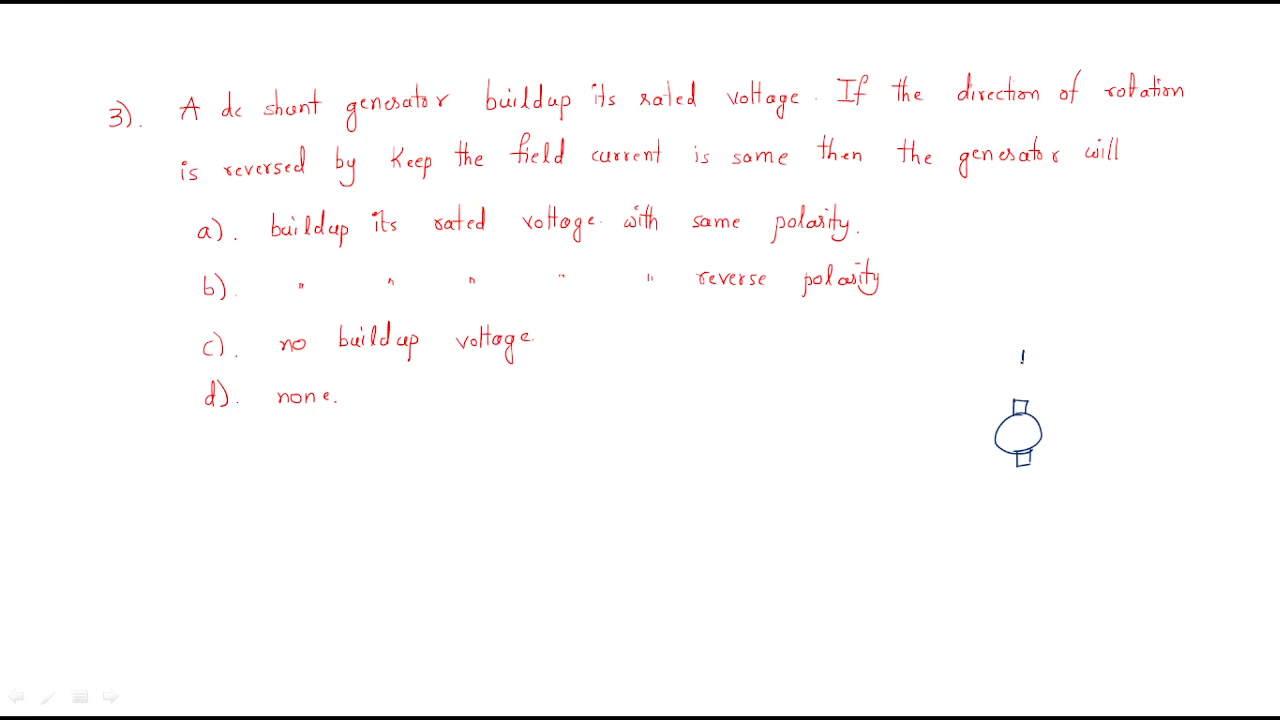 3). A dc shunt generator buildup its rated voltage. If the direction of rotation
is reversed by keep the field current is same then the generator will
a). buildup its rated voltage with same polarity.
b). " " " " " reverse polarity
c). no buildup voltage.
d). none.